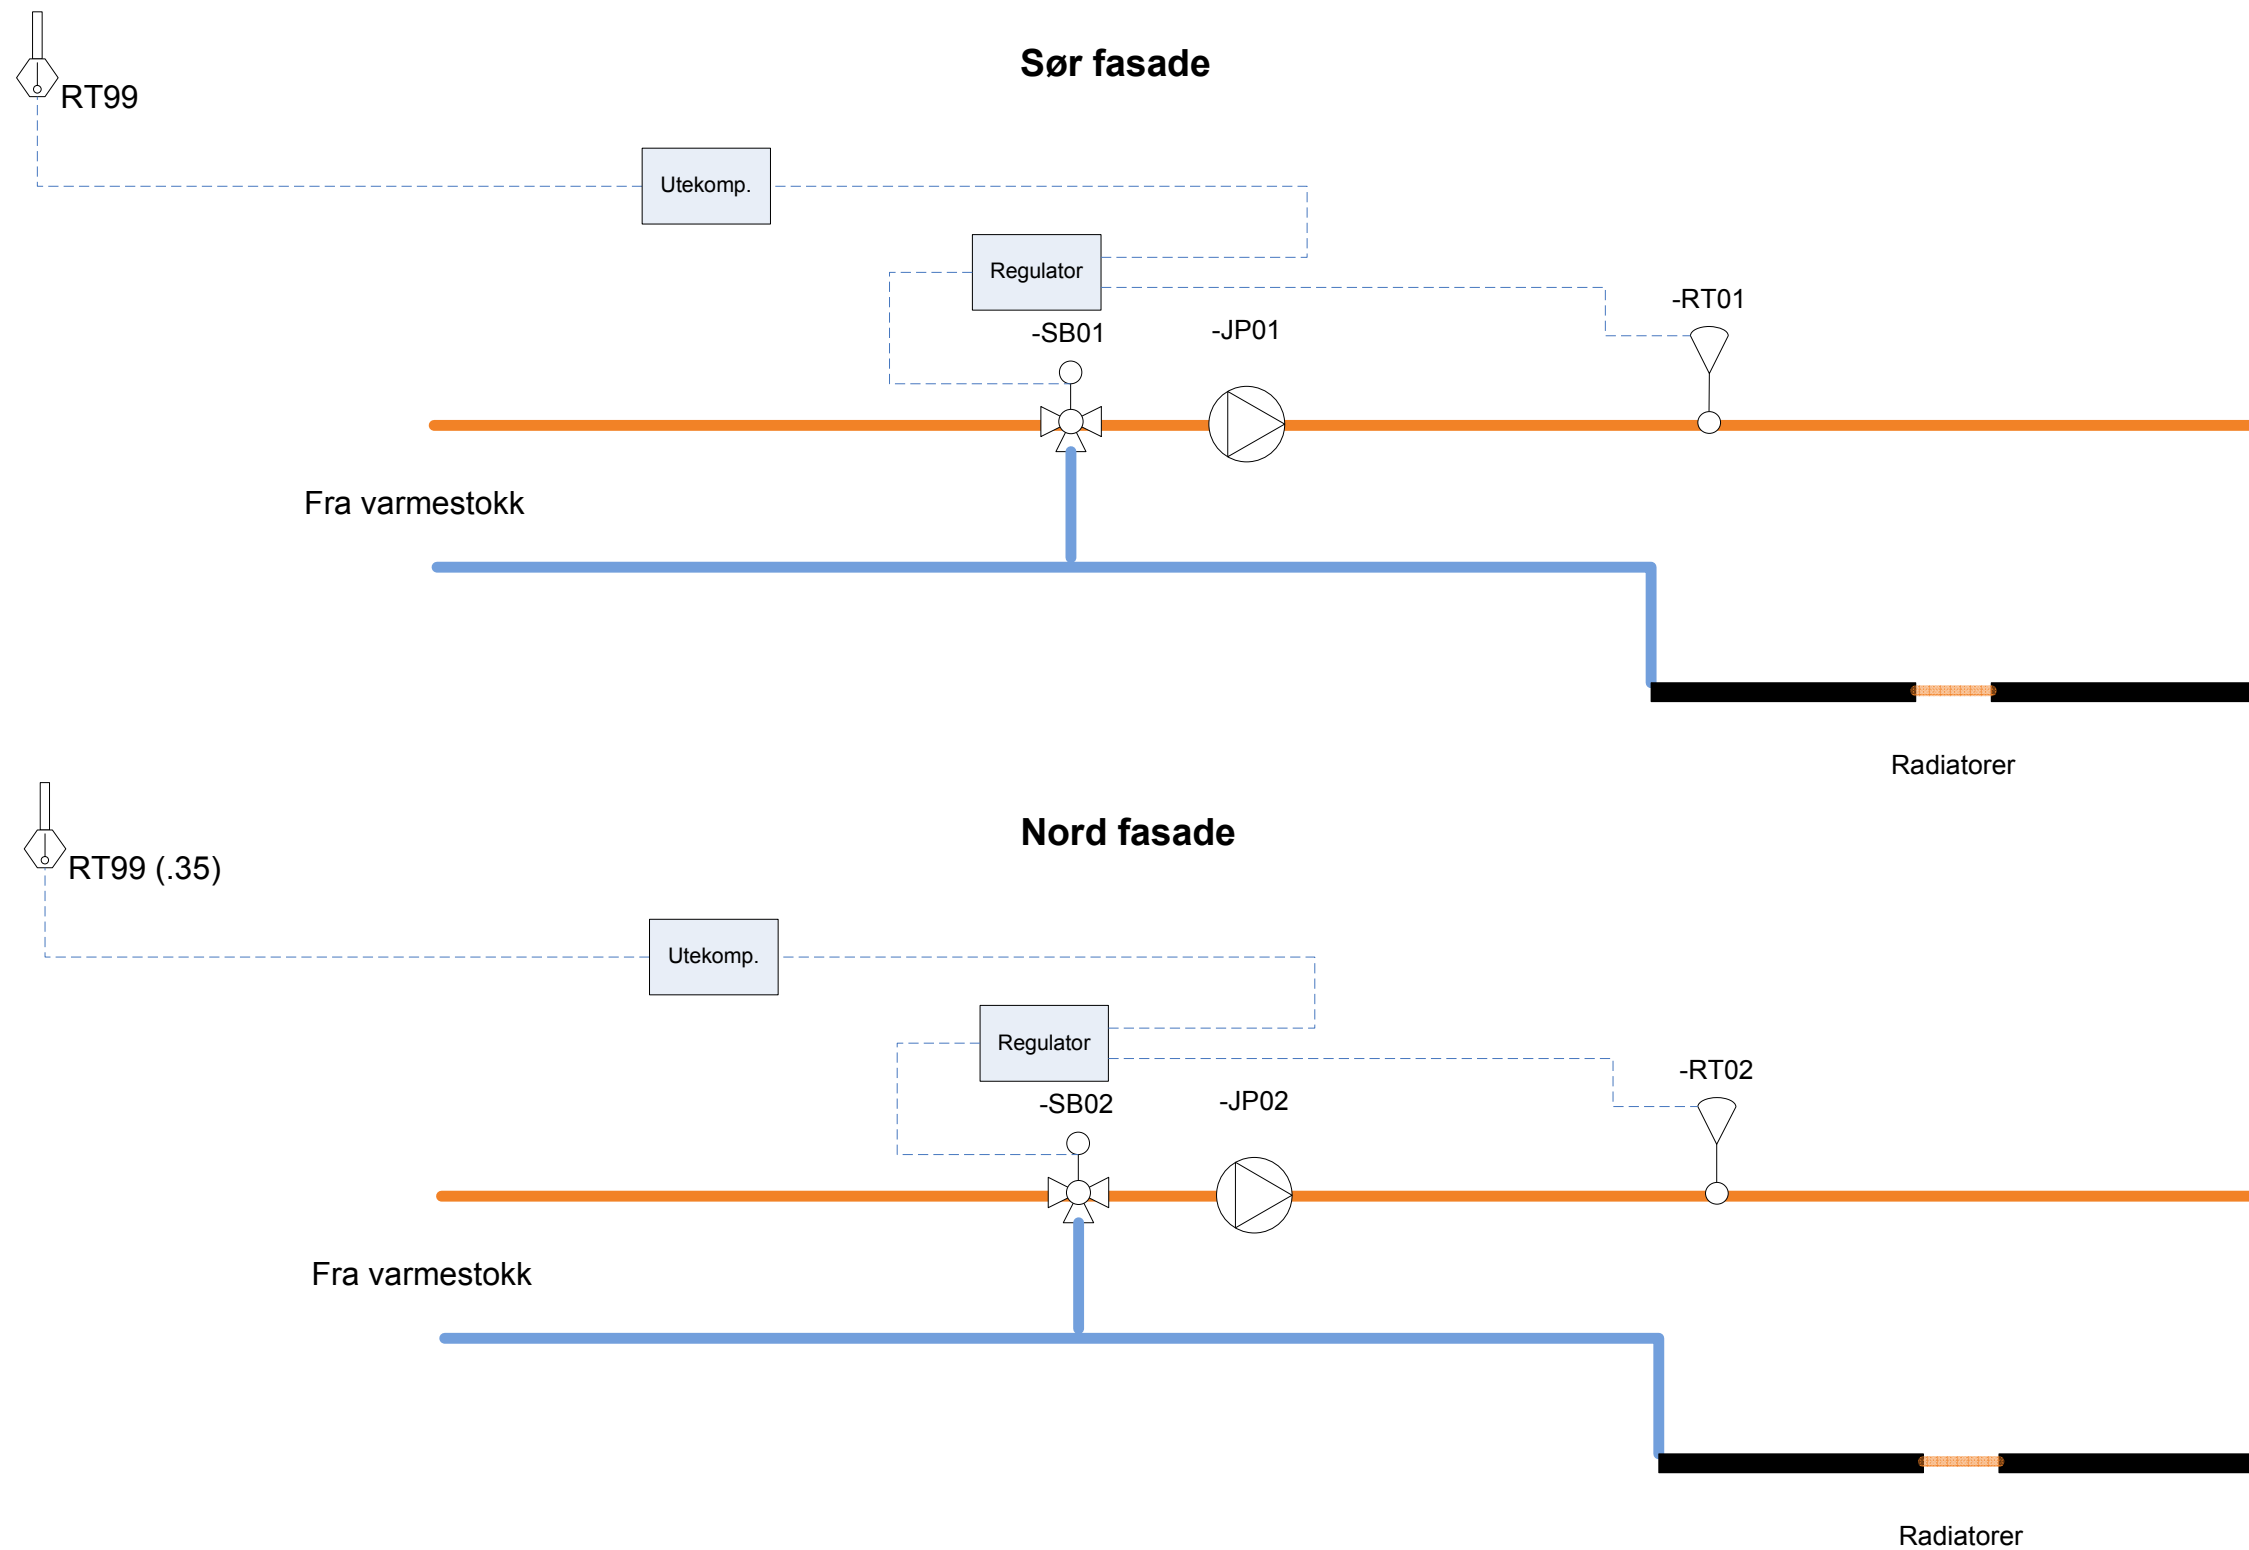 Sør fasade
RT99
Utekomp.
Regulator
-RT01
-SB01
-JP01
Fra varmestokk
Radiatorer
Nord fasade
RT99 (.35)
Utekomp.
Regulator
-RT02
-SB02
-JP02
Fra varmestokk
Radiatorer